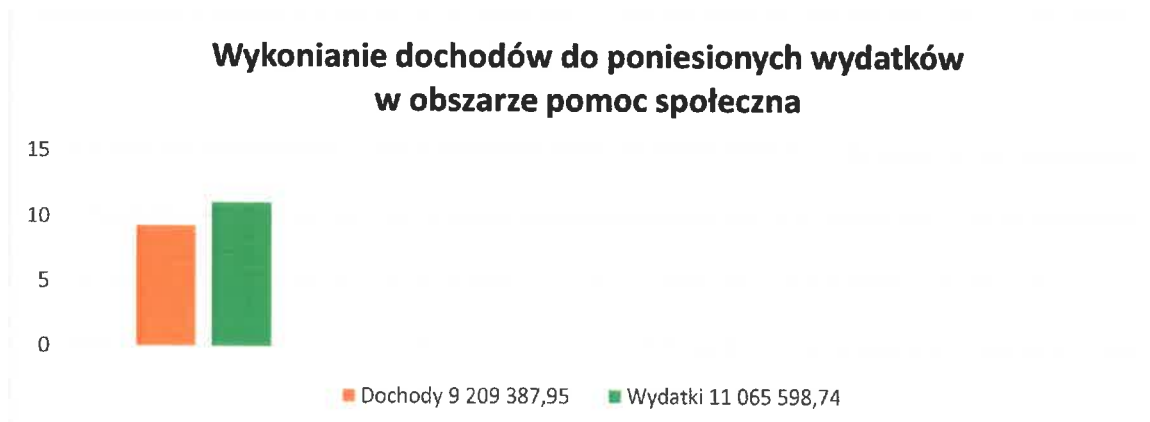 Wykonianie dochodów do poniesionych wydatków
w obszarze pomoc społeczna
15
10
5
0
Dochody 9 209 387,95 Wydatki 11 065 598,74